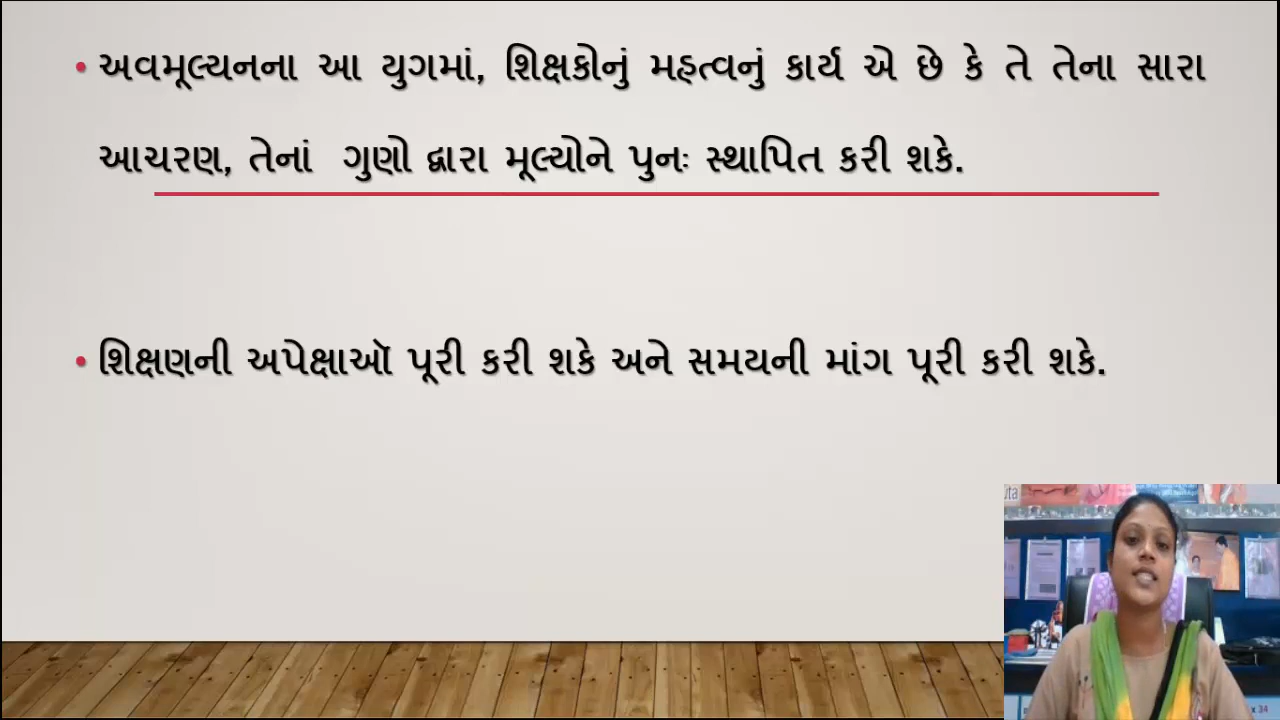 • અવમૂલ્યનના આ યુગમાં, શિક્ષકોનું મહત્વનું કાર્ય એ છે કે તે તેના સારા
આચરણ, તેનાં ગુણો દ્વારા મૂલ્યોને પુનઃ સ્થાપિત કરી શકે.
• શિક્ષણની અપેક્ષાઓ પૂરી કરી શકે અને સમયની માંગ પૂરી કરી શકે.